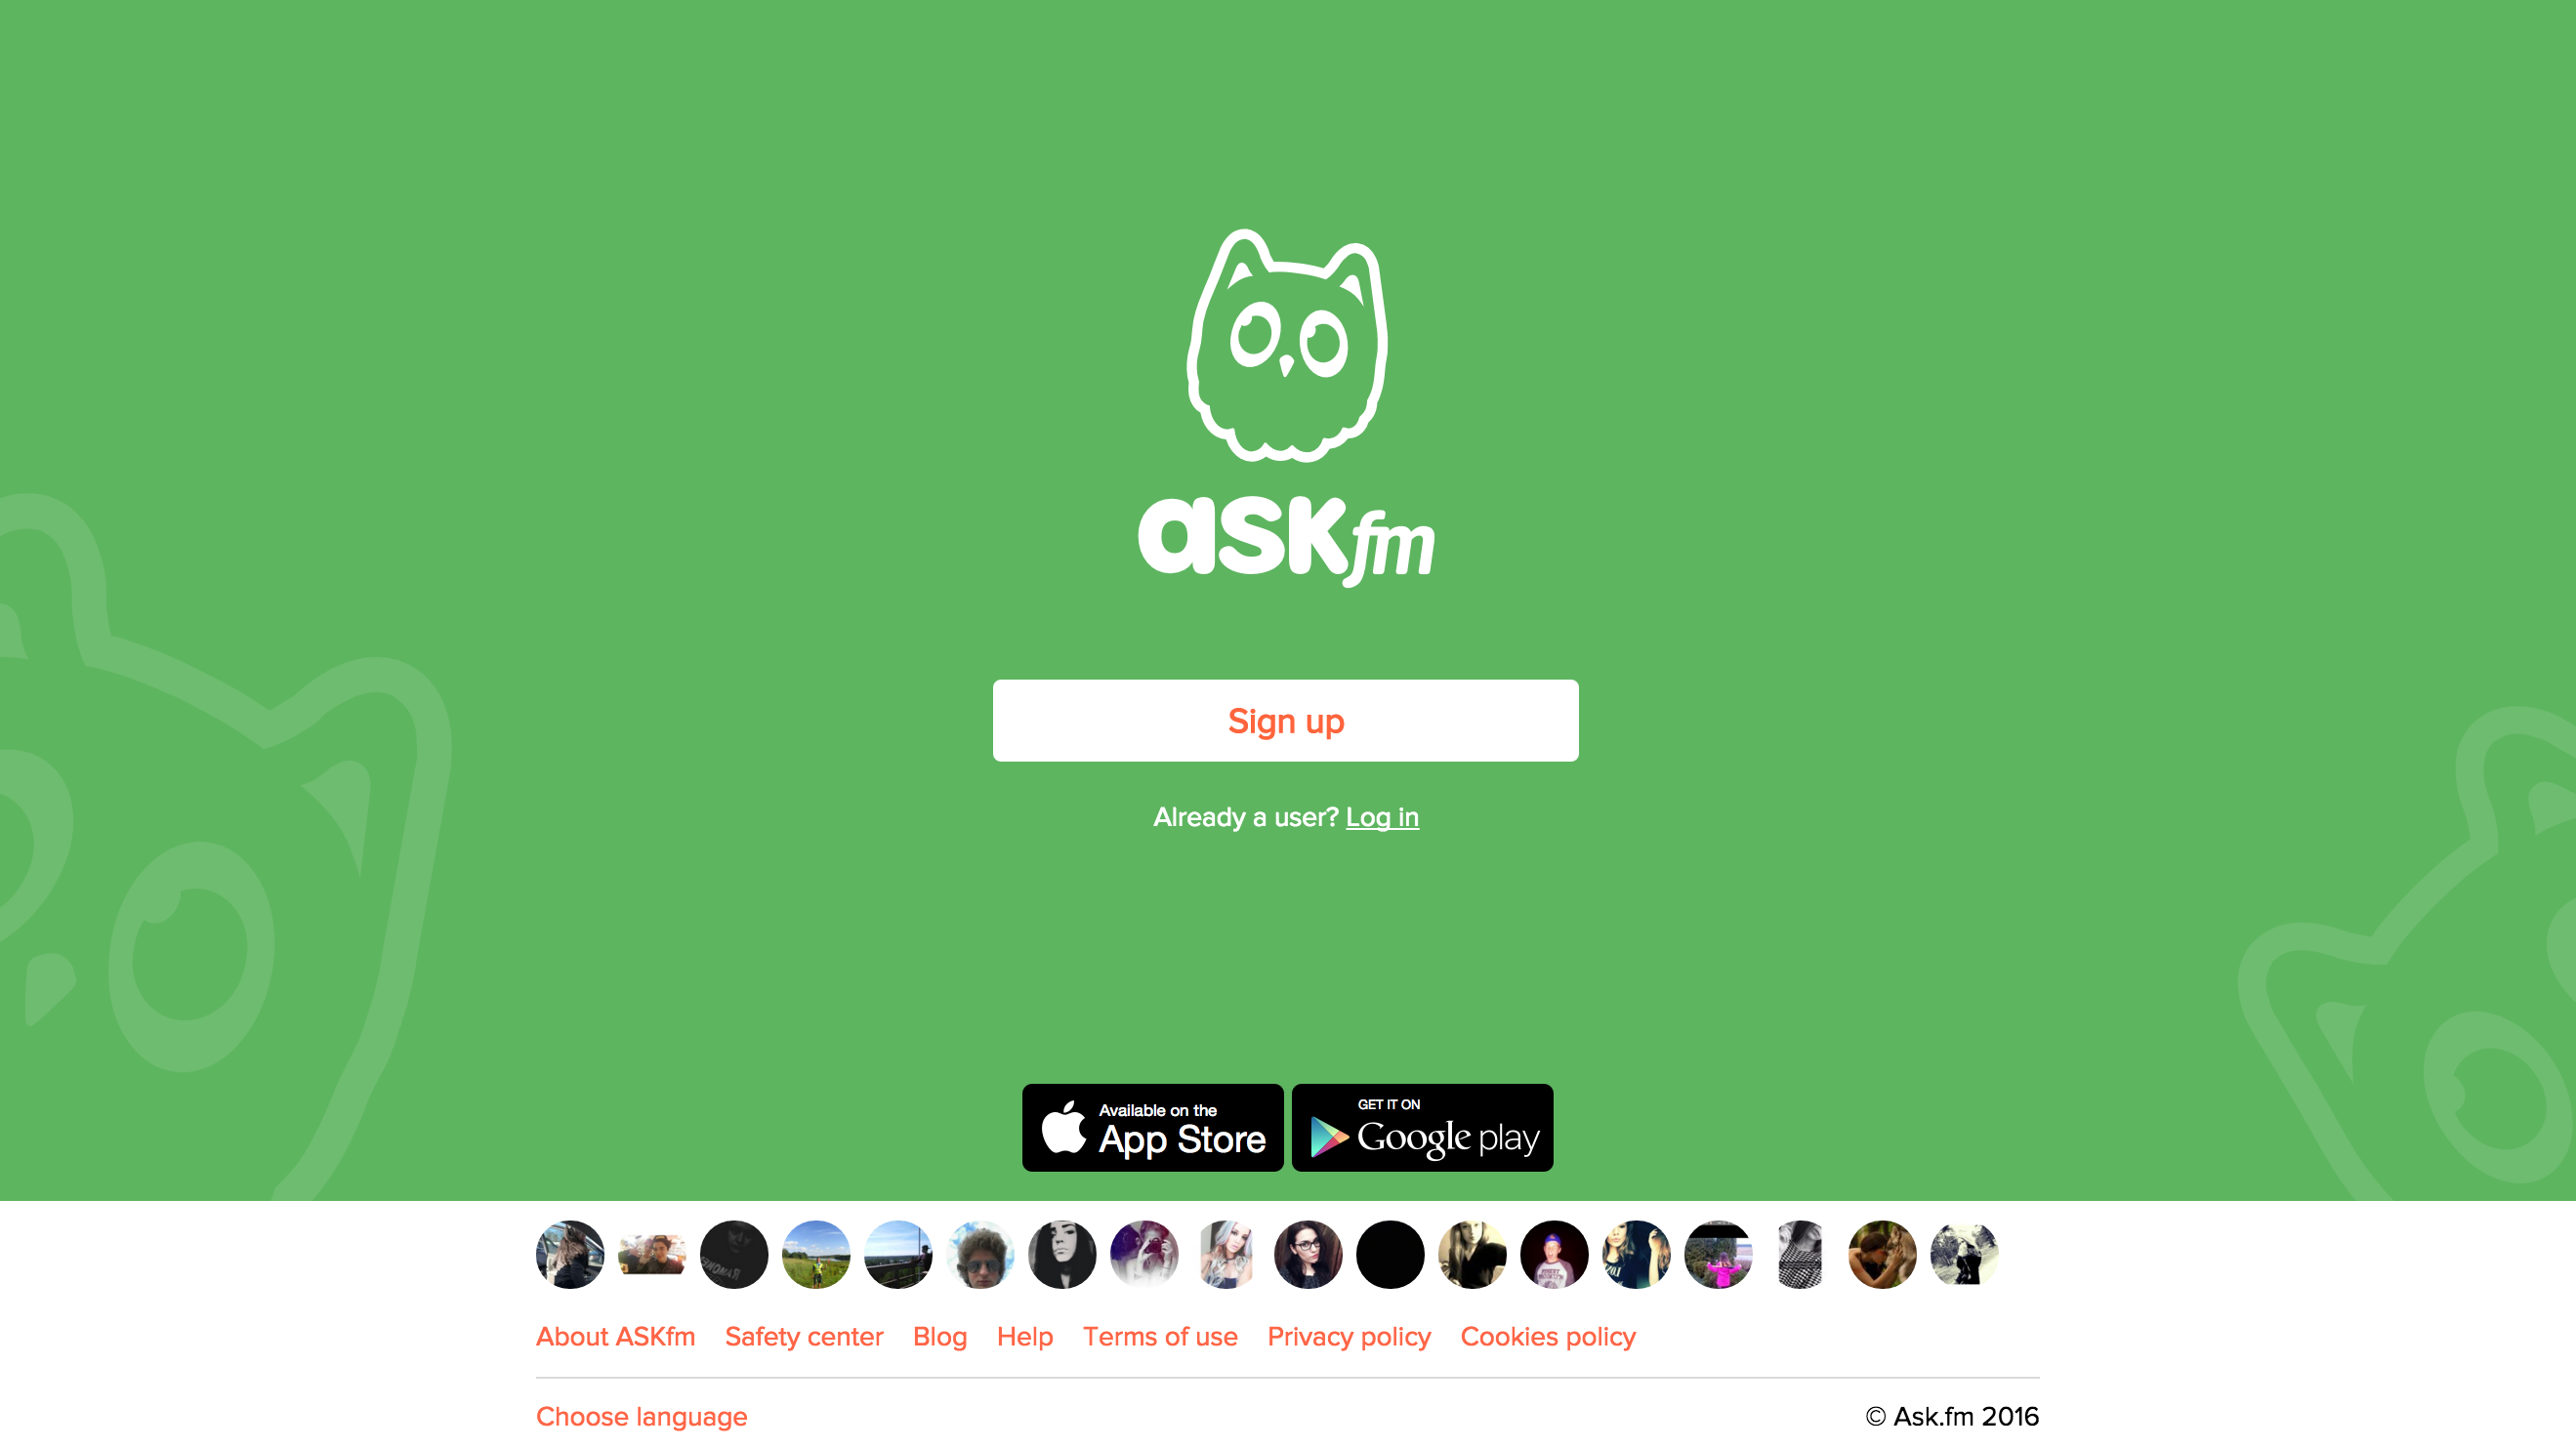 ASKfm
Sign up
Already a user? Log in
Available on the
App Store
GET IT ON
Google play
About ASKfm Safety center Blog Help Terms of use Privacy policy Cookies policy
Choose language
© Ask.fm 2016